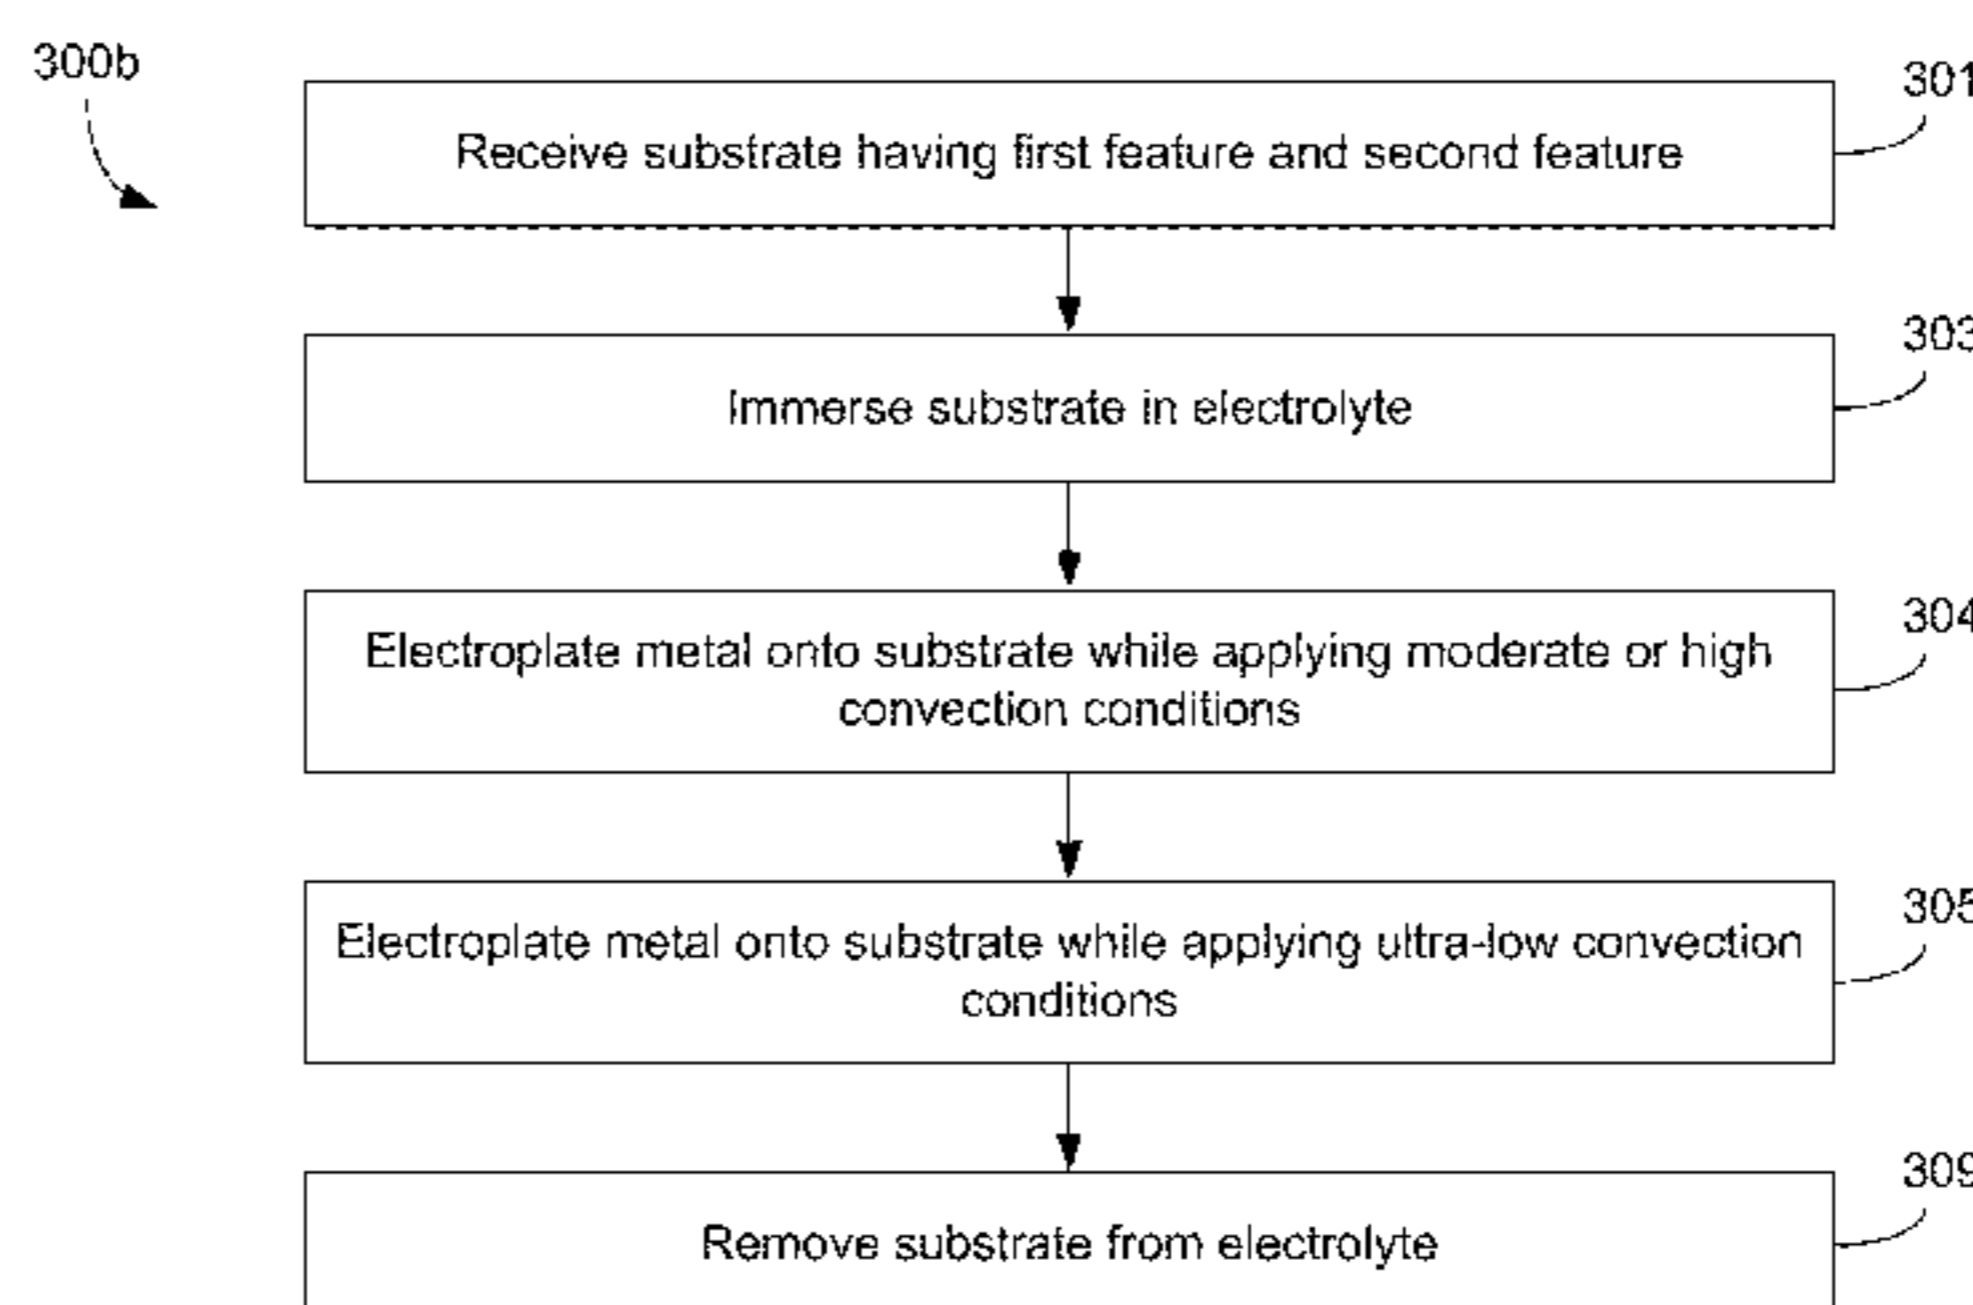 300b
301
Receive substrate having first feature and second feature
303
Immerse substrate in electrolyte
304
Electroplate metal onto substrate while applying moderate or high
convection conditions
305
Electroplate metal onto substrate while applying ultra-low convection
conditions
309
Remove substrate from electrolyte